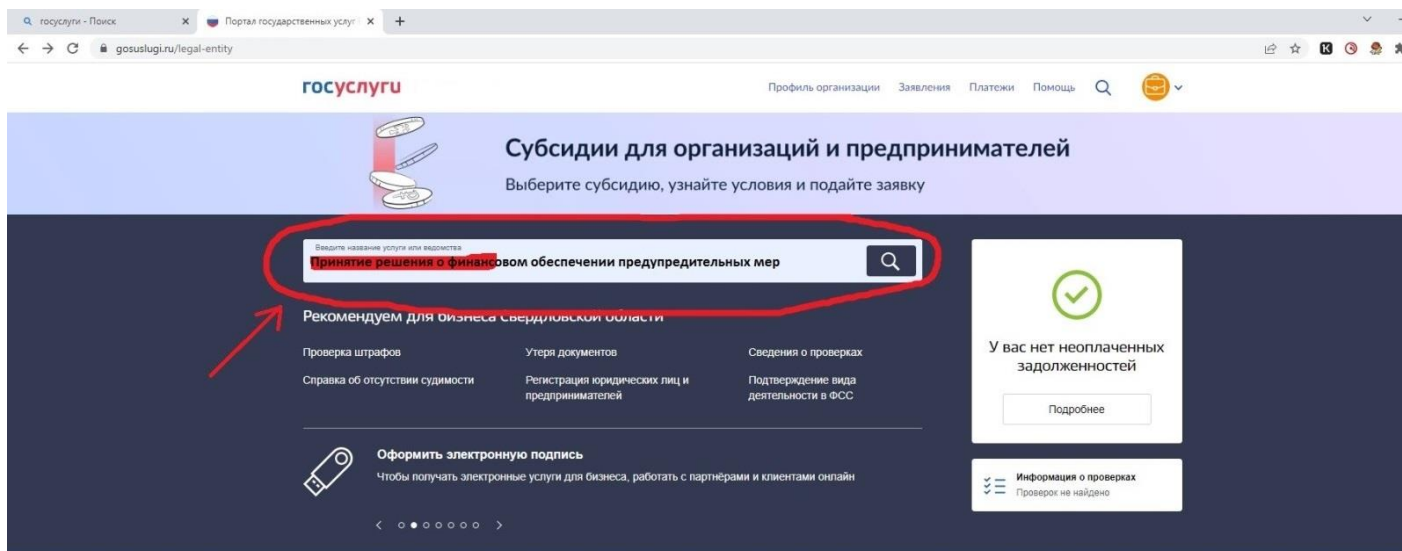 госуслуги - Поиск
Портал государственных услуг
gosuslugi.ru/legal-entity
госуслуги
Профиль организации Заявления Платежи Помощь
Субсидии для организаций и предпринимателей
Выберите субсидию, узнайте условия и подайте заявку
Введите название услуги или ведомства
Принятие решения о финансовом обеспечении предупредительных мер
Рекомендуем для бизнеса Свердловской области
Проверка штрафов
Утеря документов
Сведения о проверках
Справка об отсутствии судимости
Регистрация юридических лиц и
предпринимателей
Подтверждение вида
деятельности в ФСС
У вас нет неоплаченных
задолженностей
Подробнее
Оформить электронную подпись
Чтобы получать электронные услуги для бизнеса, работать с партнёрами и клиентами онлайн
Информация о проверках
Проверок не найдено